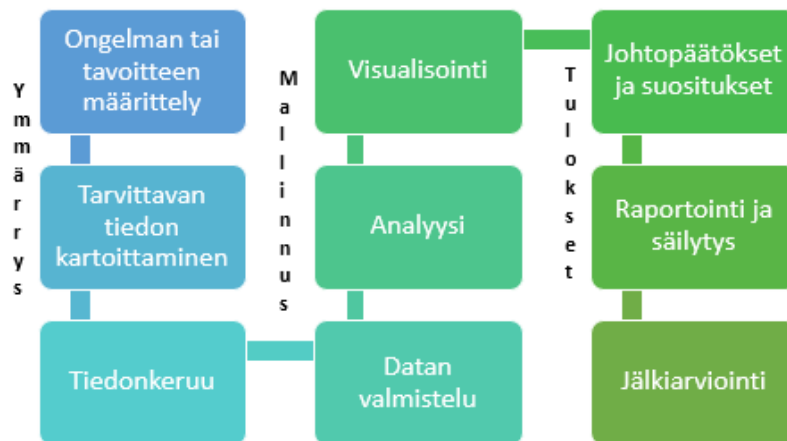 Ymmärrys
Ongelman tai
tavoitteen
määrittely
Tarvittavan
tiedon
kartoittaminen
Tiedonkeruu
Mallinnus
Visualisointi
Analyysi
Datan
valmistelu
Tulokset
Johtopäätökset
ja suositukset
Raportointi ja
säilytys
Jälkiarviointi